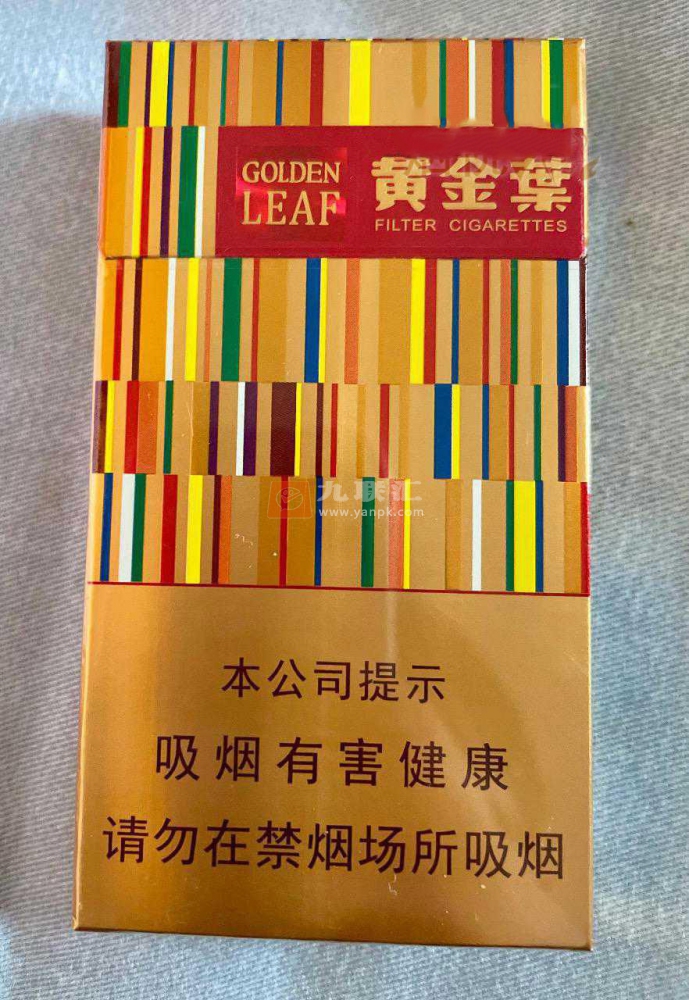 GOLDEN
LEAF
黄金葉
FILTER CIGARETTES
九联汇
www.yanpk.com
本公司提示
吸烟有害健康
请勿在禁烟场所吸烟